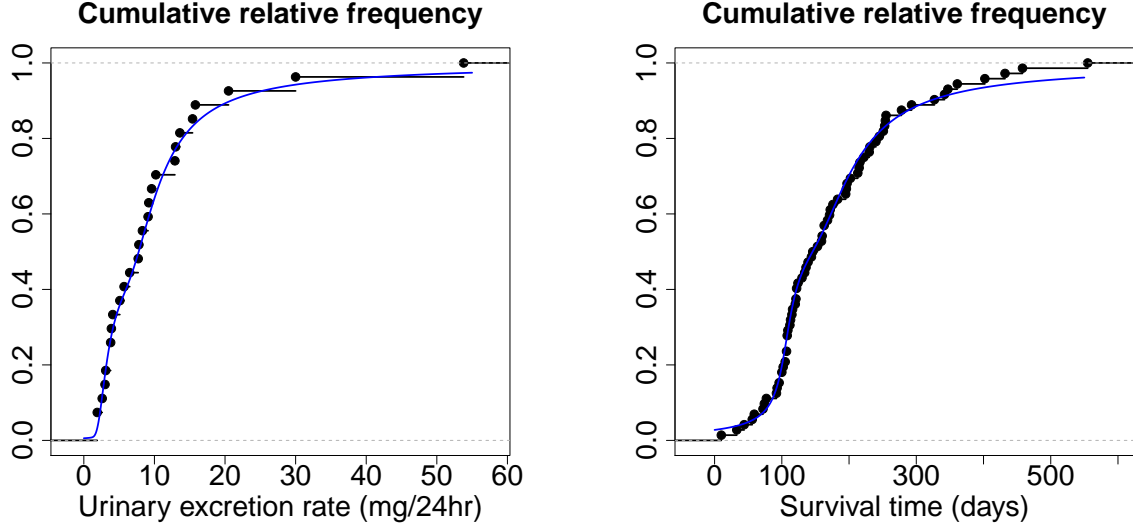 Cumulative relative frequency
1.0
0.8
0.6
0.4
0.2
0.0
0 10 20 30 40 50 60
Urinary excretion rate (mg/24hr)
Cumulative relative frequency
1.0
0.8
0.6
0.4
0.2
0.0
0 100 300 500
Survival time (days)